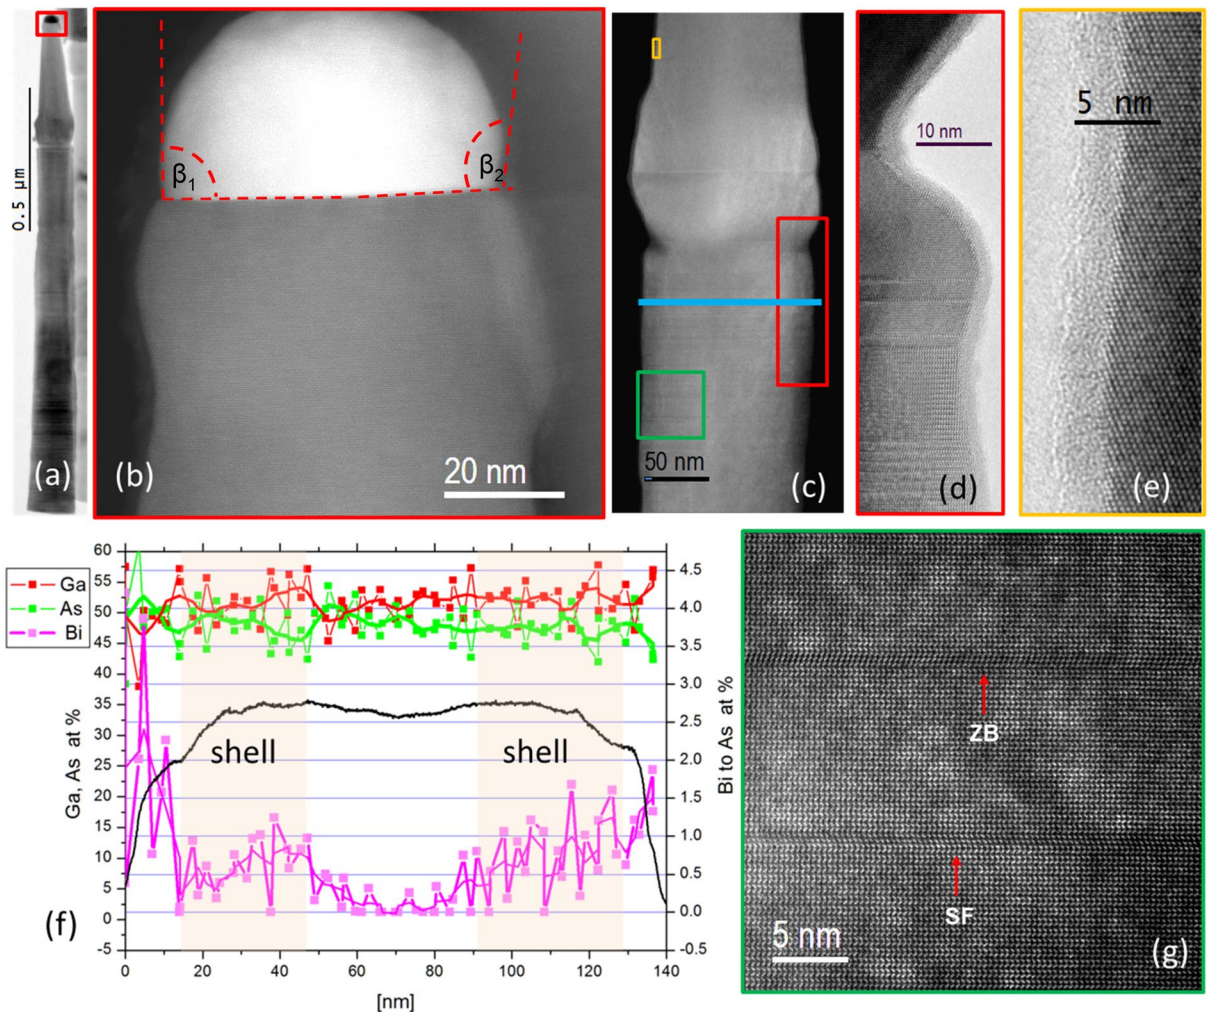 0.5 µm
(a)
β1
β2
20 nm
(b)
50 nm
(c)
10 nm
(d)
5 nm
(e)
Ga
As
Bi
60
55
50
45
40
35
30
25
20
15
10
5
0
-5
Ga, As at %
shell
shell
4.5
4.0
3.5
3.0
2.5
2.0
1.5
1.0
0.5
0.0
-0.5
Bi to As at %
0 20 40 60 80 100 120 140
[nm]
(f)
ZB
SF
5 nm
(g)